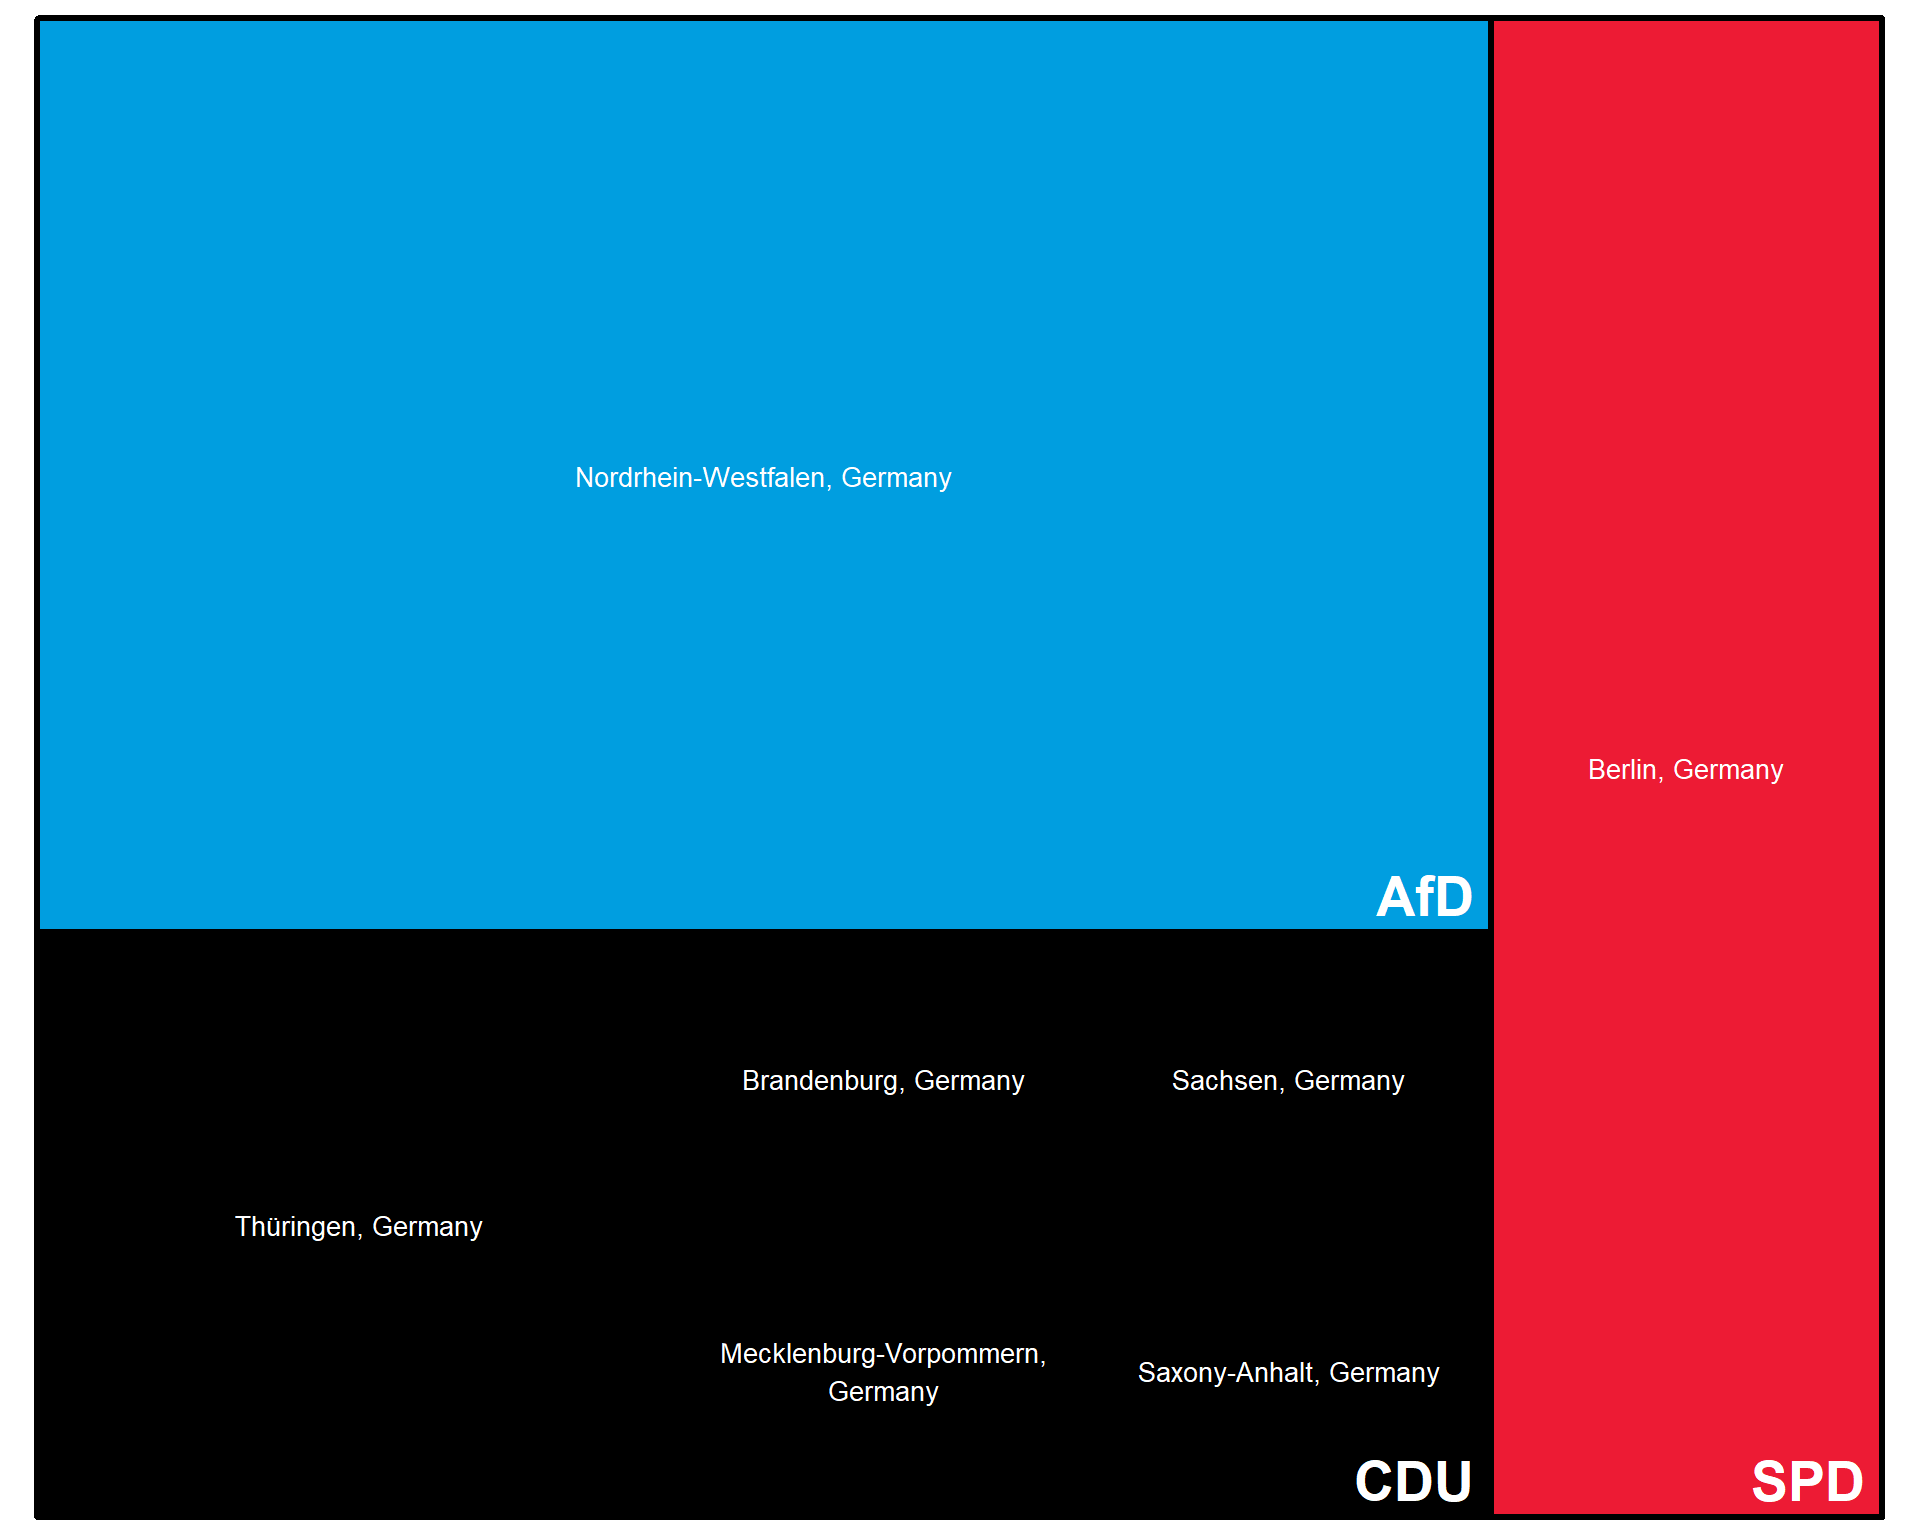 Nordrhein-Westfalen, Germany
AfD
Berlin, Germany
SPD
Brandenburg, Germany
Sachsen, Germany
Thüringen, Germany
Mecklenburg-Vorpommern,
Germany
Saxony-Anhalt, Germany
CDU